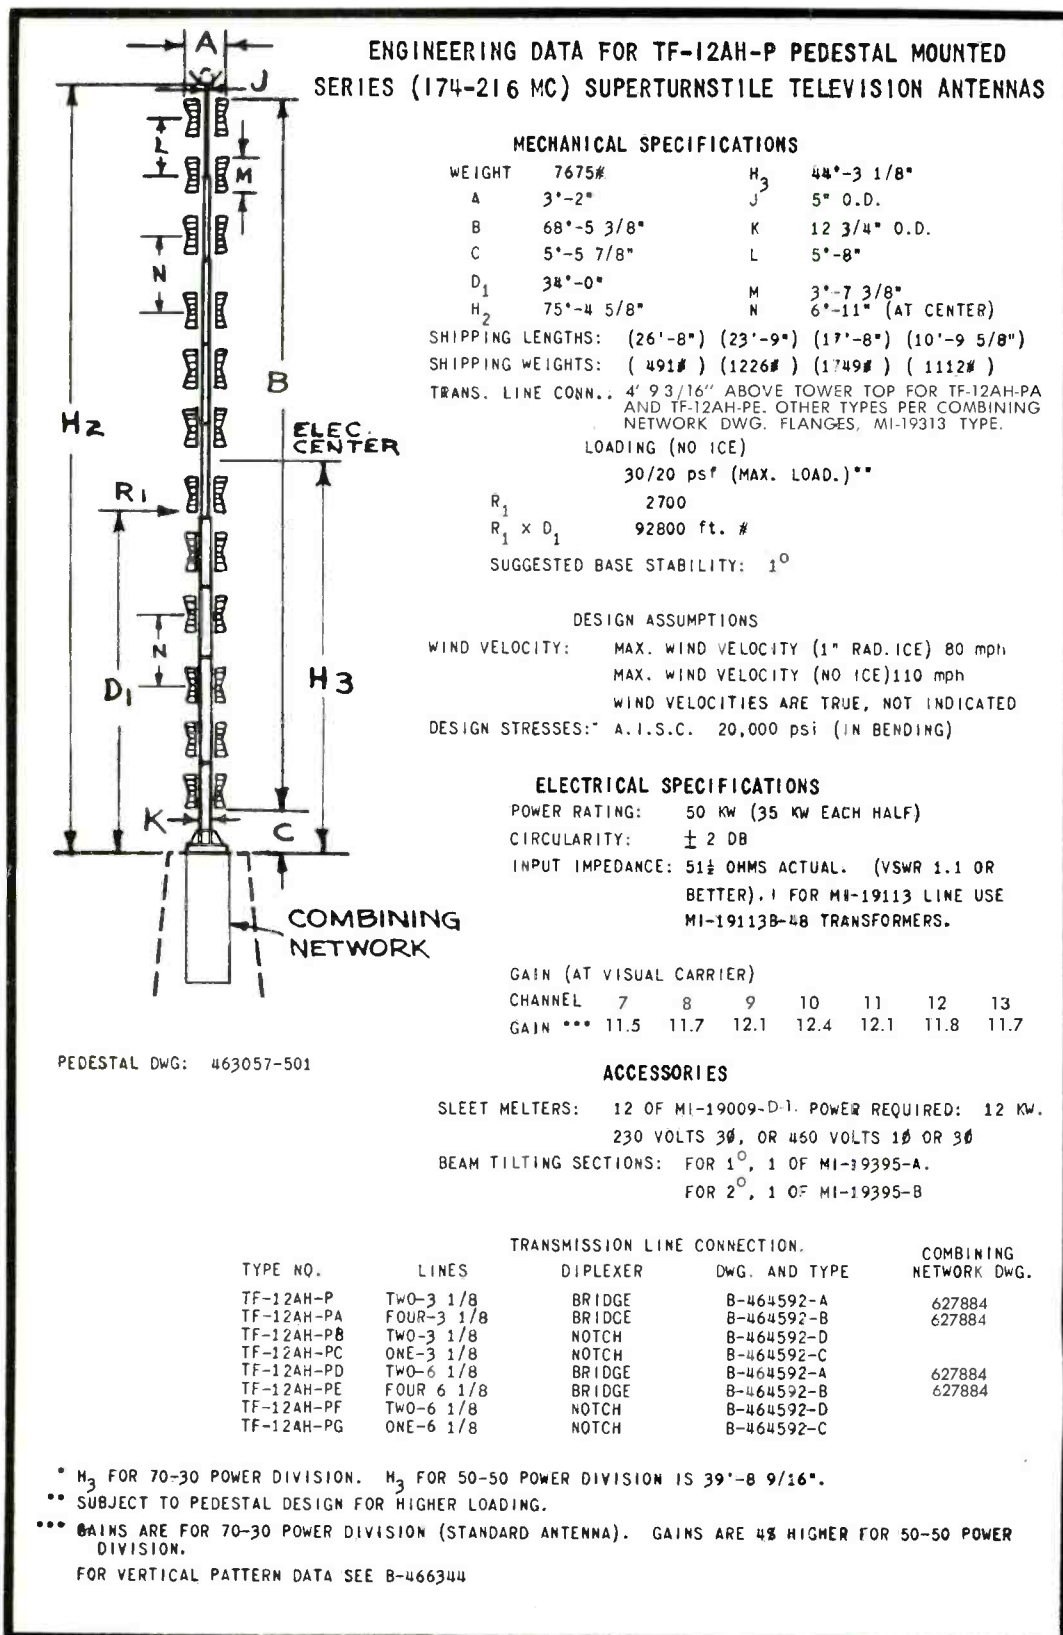 ENGINEERING DATA FOR TF-12AH-P PEDESTAL MOUNTED
SERIES (174-216 MC) SUPERTURNSTILE TELEVISION ANTENNAS
A
J
L
M
N
B
H2
ELEC. CENTER
R1
N
D1
H3
K
C
COMBINING NETWORK
PEDESTAL DWG: 463057-501
MECHANICAL SPECIFICATIONS
WEIGHT 7675# H3 44'-3 1/8"
A 3'-2" J 5" O.D.
B 68'-5 3/8" K 12 3/4" O.D.
C 5'-5 7/8" L 5'-8"
D1 34'-0" M 3'-7 3/8"
H2 75'-4 5/8" N 6'-11" (AT CENTER)
SHIPPING LENGTHS: (26'-8") (23'-9") (17'-8") (10'-9 5/8")
SHIPPING WEIGHTS: ( 491# ) (1226# ) (1749# ) ( 1112# )
TRANS. LINE CONN.: 4' 9 3/16" ABOVE TOWER TOP FOR TF-12AH-PA
AND TF-12AH-PE. OTHER TYPES PER COMBINING
NETWORK DWG. FLANGES, MI-19313 TYPE.
LOADING (NO ICE)
30/20 psf (MAX. LOAD.)**
R1 2700
R1 x D1 92800 ft. #
SUGGESTED BASE STABILITY: 1°
DESIGN ASSUMPTIONS
WIND VELOCITY: MAX. WIND VELOCITY (1" RAD. ICE) 80 mph
MAX. WIND VELOCITY (NO ICE)110 mph
WIND VELOCITIES ARE TRUE, NOT INDICATED
DESIGN STRESSES: A.I.S.C. 20,000 psi (IN BENDING)
ELECTRICAL SPECIFICATIONS
POWER RATING: 50 KW (35 KW EACH HALF)
CIRCULARITY: ± 2 DB
INPUT IMPEDANCE: 51½ OHMS ACTUAL. (VSWR 1.1 OR
BETTER). FOR MI-19113 LINE USE
MI-19113B-48 TRANSFORMERS.
GAIN (AT VISUAL CARRIER)
CHANNEL 7 8 9 10 11 12 13
GAIN *** 11.5 11.7 12.1 12.4 12.1 11.8 11.7
ACCESSORIES
SLEET MELTERS: 12 OF MI-19009-D-1. POWER REQUIRED: 12 KW.
230 VOLTS 3Ø, OR 460 VOLTS 1Ø OR 3Ø
BEAM TILTING SECTIONS: FOR 1°, 1 OF MI-19395-A.
FOR 2°, 1 OF MI-19395-B
TRANSMISSION LINE CONNECTION.
TYPE NO. LINES DIPLEXER DWG. AND TYPE COMBINING NETWORK DWG.
TF-12AH-P TWO-3 1/8 BRIDGE B-464592-A 627884
TF-12AH-PA FOUR-3 1/8 BRIDGE B-464592-B 627884
TF-12AH-PB TWO-3 1/8 NOTCH B-464592-D
TF-12AH-PC ONE-3 1/8 NOTCH B-464592-C
TF-12AH-PD TWO-6 1/8 BRIDGE B-464592-A 627884
TF-12AH-PE FOUR 6 1/8 BRIDGE B-464592-B 627884
TF-12AH-PF TWO-6 1/8 NOTCH B-464592-D
TF-12AH-PG ONE-6 1/8 NOTCH B-464592-C
* H3 FOR 70-30 POWER DIVISION. H3 FOR 50-50 POWER DIVISION IS 39'-8 9/16".
** SUBJECT TO PEDESTAL DESIGN FOR HIGHER LOADING.
*** GAINS ARE FOR 70-30 POWER DIVISION (STANDARD ANTENNA). GAINS ARE 4% HIGHER FOR 50-50 POWER
DIVISION.
FOR VERTICAL PATTERN DATA SEE B-466344